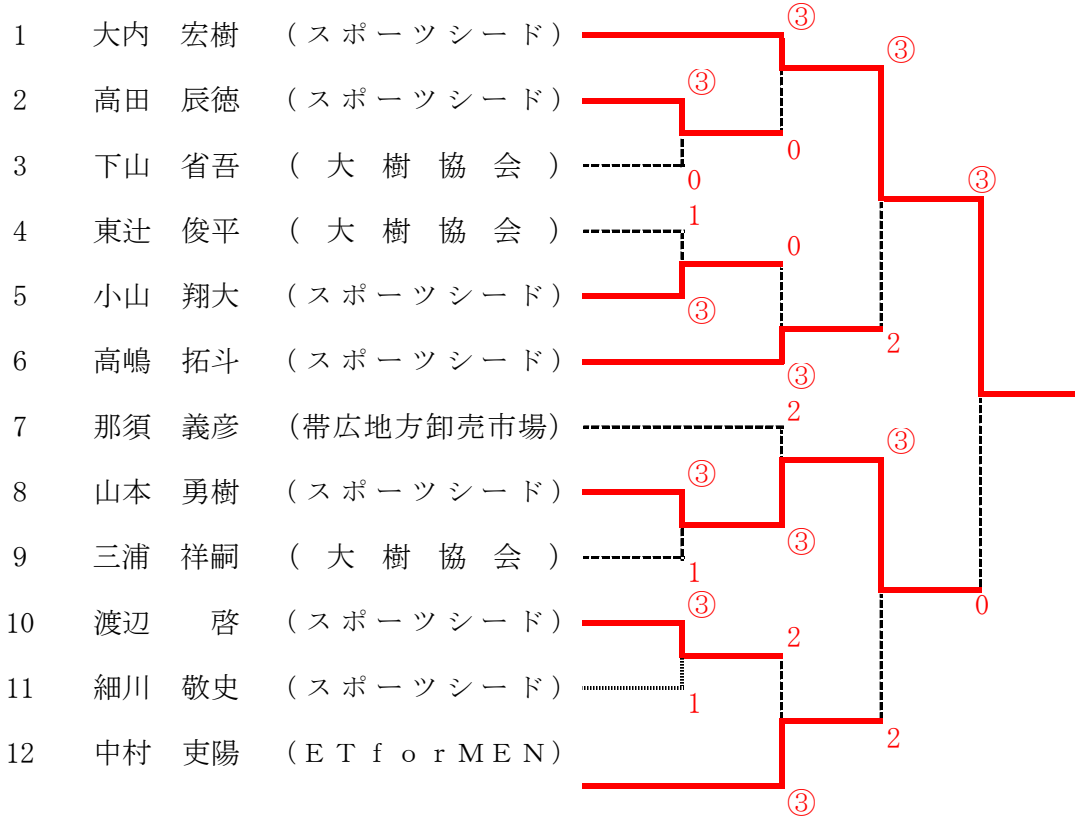 ③
1 大内 宏樹 (スポーツシード)
③
③
2 高田 辰徳 (スポーツシード)
0
3 下山 省吾 (大樹協会)
0
③
1
4 東辻 俊平 (大樹協会)
0
5 小山 翔大 (スポーツシード)
③
2
6 高嶋 拓斗 (スポーツシード)
③
2
7 那須 義彦 (帯広地方卸売市場)
③
③
8 山本 勇樹 (スポーツシード)
③
9 三浦 祥嗣 (大樹協会)
1
③
0
10 渡辺 啓 (スポーツシード)
2
11 細川 敬史 (スポーツシード)
1
2
12 中村 吏陽 (ETforMEN)
③